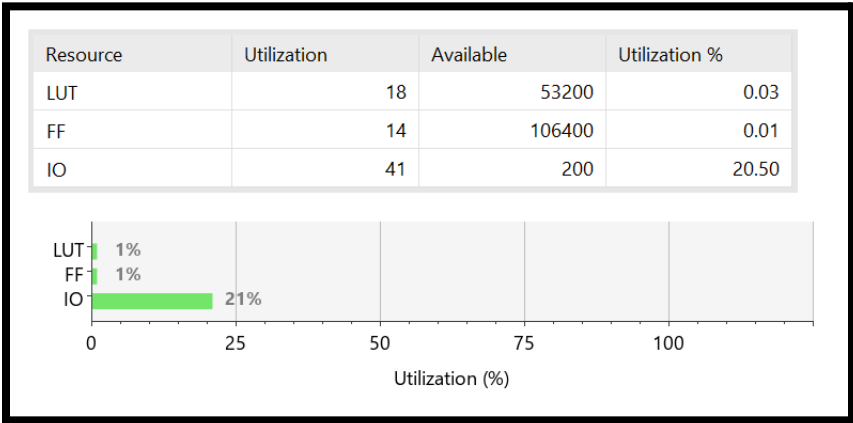 Resource Utilization Available Utilization %
LUT 18 53200 0.03
FF 14 106400 0.01
IO 41 200 20.50
LUT 1%
FF 1%
IO 21%
0 25 50 75 100
Utilization (%)